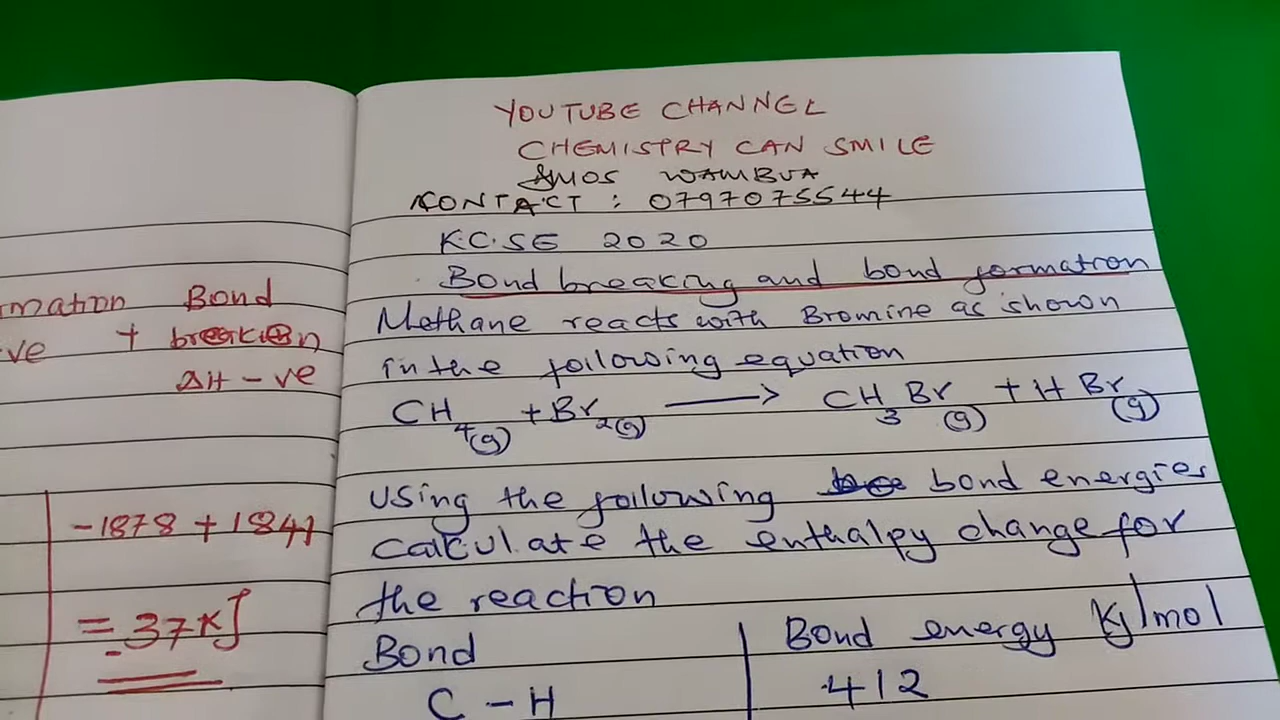 rmation Bond
ve + breaking
ΔH -ve
-1878 + 1841
= -37KJ
YOUTUBE CHANNEL
CHEMISTRY CAN SMILE
AMOS WAMBUA
CONTACT : 0797075544
K.C.SE 2020
Bond breaking and bond formation
Methane reacts with Bromine as shown
in the following equation
CH4(g) + Br2(g) → CH3Br(g) + HBr(g)
Using the following bond energies
calculate the enthalpy change for
the reaction
Bond | Bond energy KJ/mol
C - H | 412